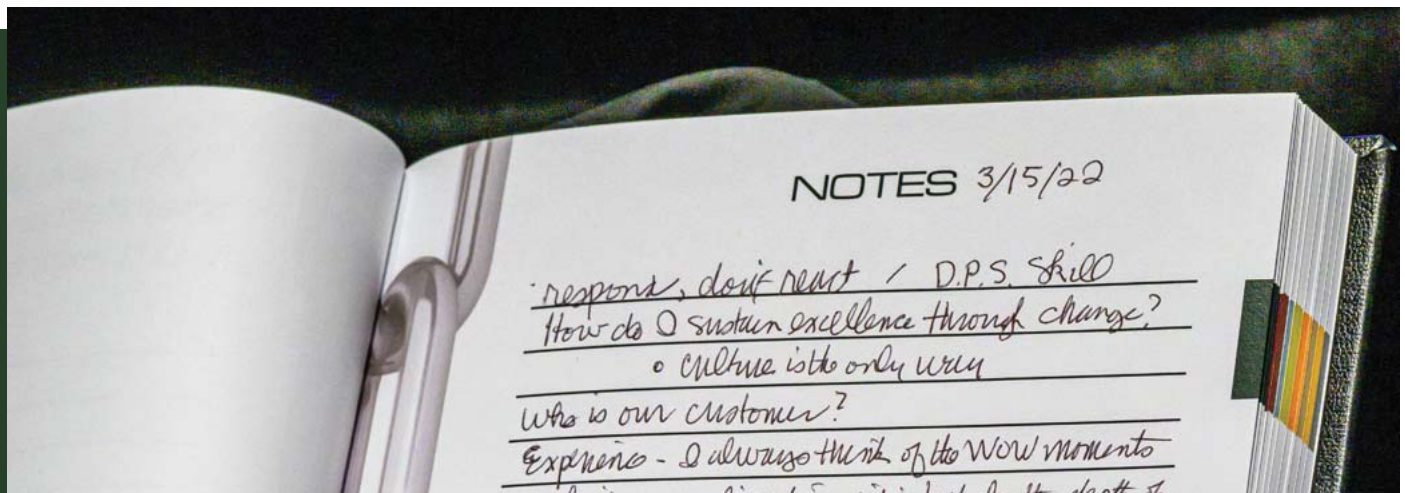 NOTES 3/15/22
respond, don't react / D.P.S. Skill
How do I sustain excellence through change?
• culture is the only way
who is our customer?
Experience - I always think of the WOW moments